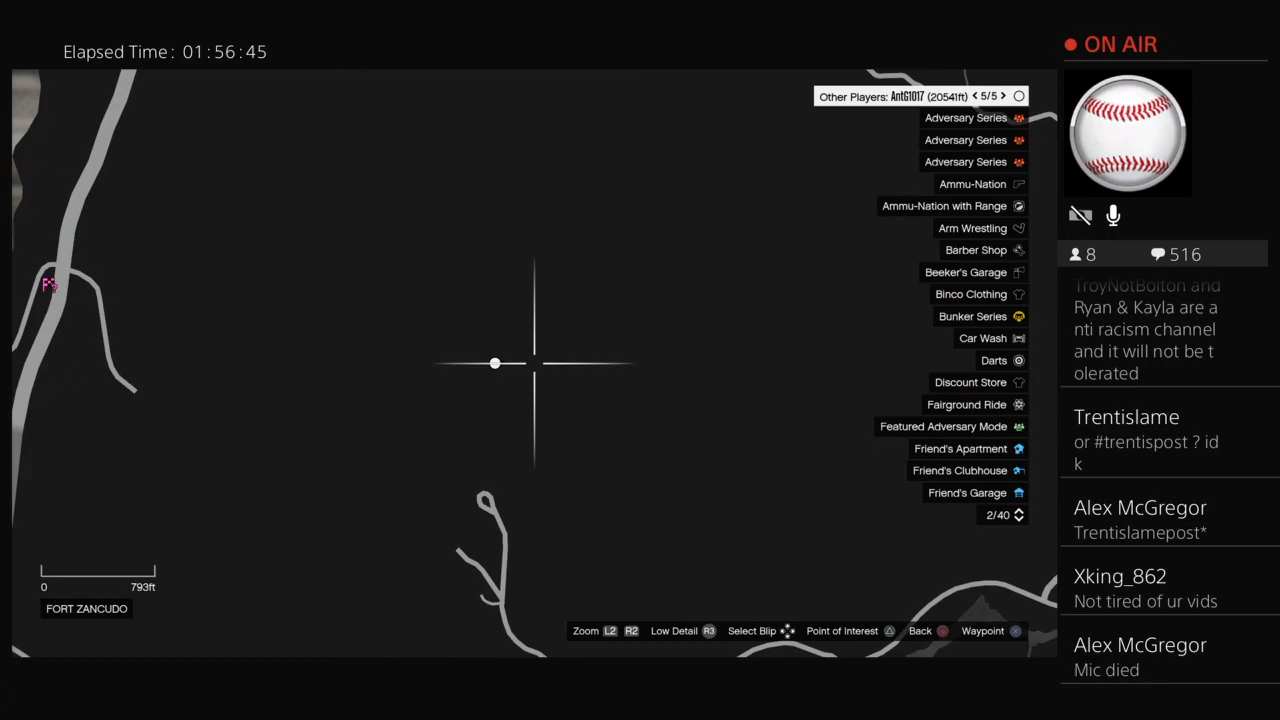 Elapsed Time: 01:56:45
ON AIR
Other Players: AntG1017 (20541ft) < 5/5 >
Adversary Series
Adversary Series
Adversary Series
Ammu-Nation
Ammu-Nation with Range
Arm Wrestling
Barber Shop
Beeker's Garage
Binco Clothing
Bunker Series
Car Wash
Darts
Discount Store
Fairground Ride
Featured Adversary Mode
Friend's Apartment
Friend's Clubhouse
Friend's Garage
2/40
8 516
TroyNotBolton and
Ryan & Kayla are a
nti racism channel
and it will not be t
olerated
Trentislame
or #trentispost ? id
k
Alex McGregor
Trentislamepost*
Xking_862
Not tired of ur vids
Alex McGregor
Mic died
0 793ft
FORT ZANCUDO
Zoom L2 R2 Low Detail R3 Select Blip Point of Interest Back Waypoint